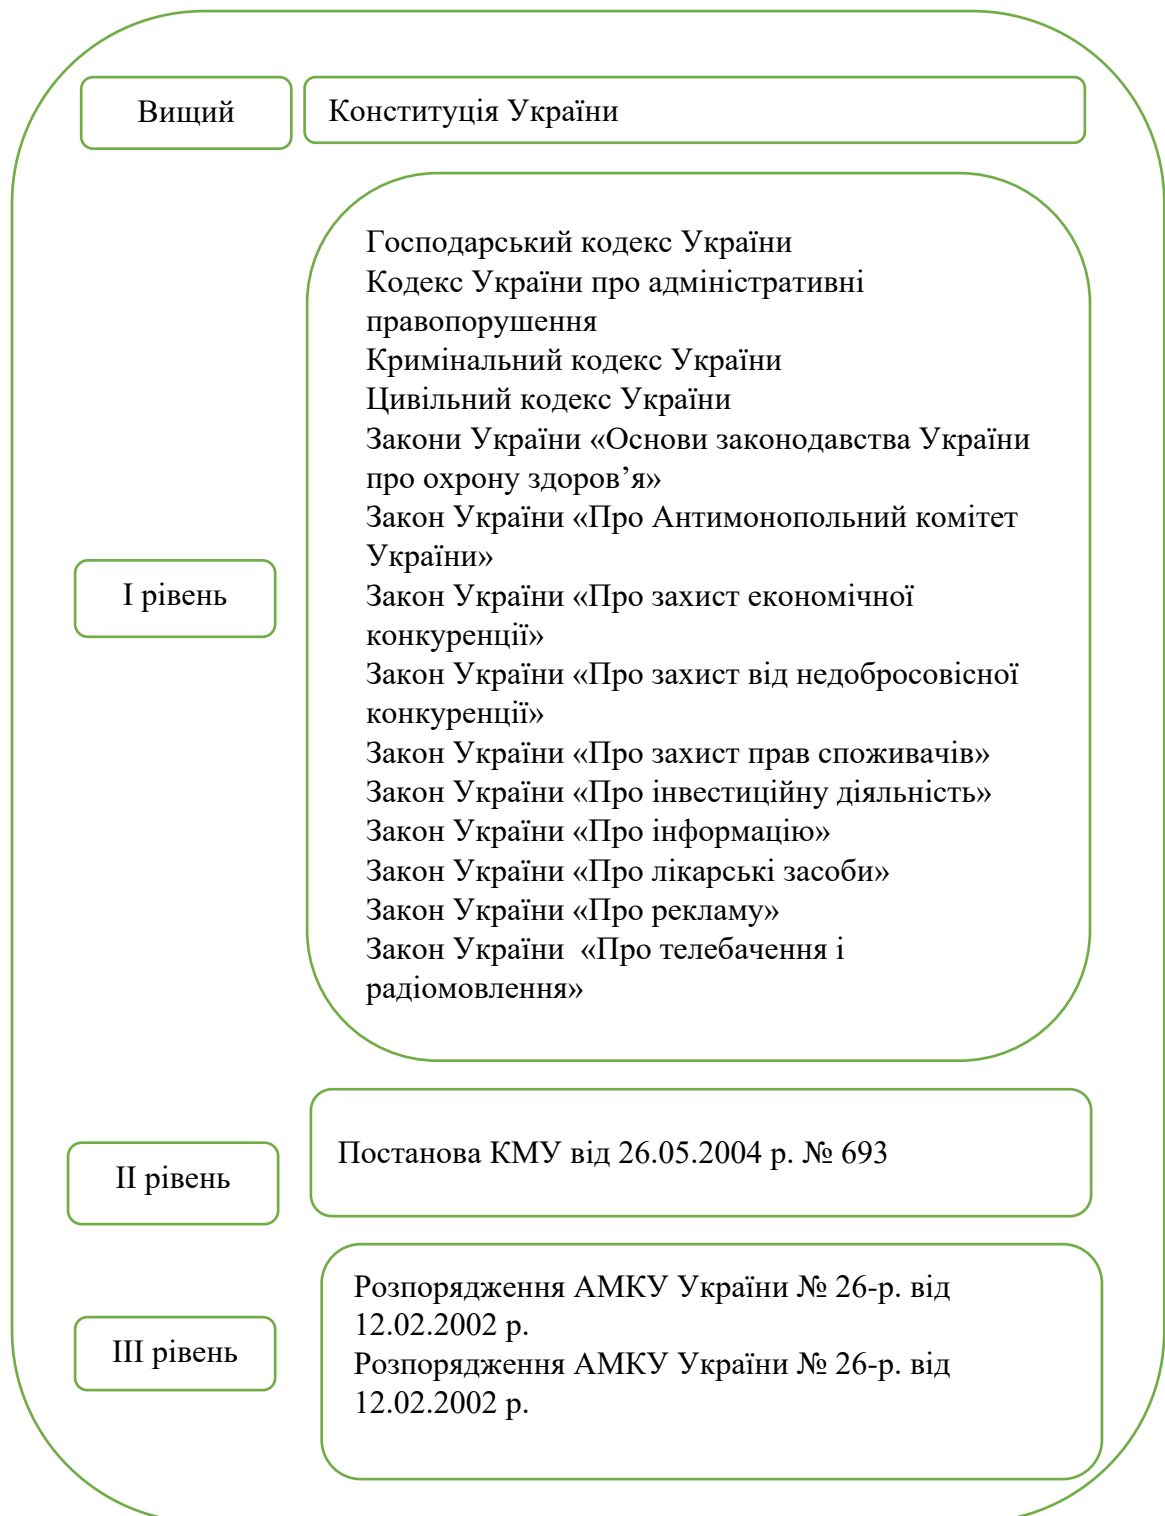 Вищий
Конституція України
Господарський кодекс України
Кодекс України про адміністративні
правопорушення
Кримінальний кодекс України
Цивільний кодекс України
Закони України «Основи законодавства України
про охрону здоров’я»
Закон України «Про Антимонопольний комітет
України»
Закон України «Про захист економічної
конкуренції»
Закон України «Про захист від недобросовісної
конкуренції»
Закон України «Про захист прав споживачів»
Закон України «Про інвестиційну діяльність»
Закон України «Про інформацію»
Закон України «Про лікарські засоби»
Закон України «Про рекламу»
Закон України  «Про телебачення і
радіомовлення»
І рівень
Постанова КМУ від 26.05.2004 р. № 693
ІІ рівень
Розпорядження АМКУ України № 26-р. від
12.02.2002 р.
Розпорядження АМКУ України № 26-р. від
12.02.2002 р.
ІІІ рівень